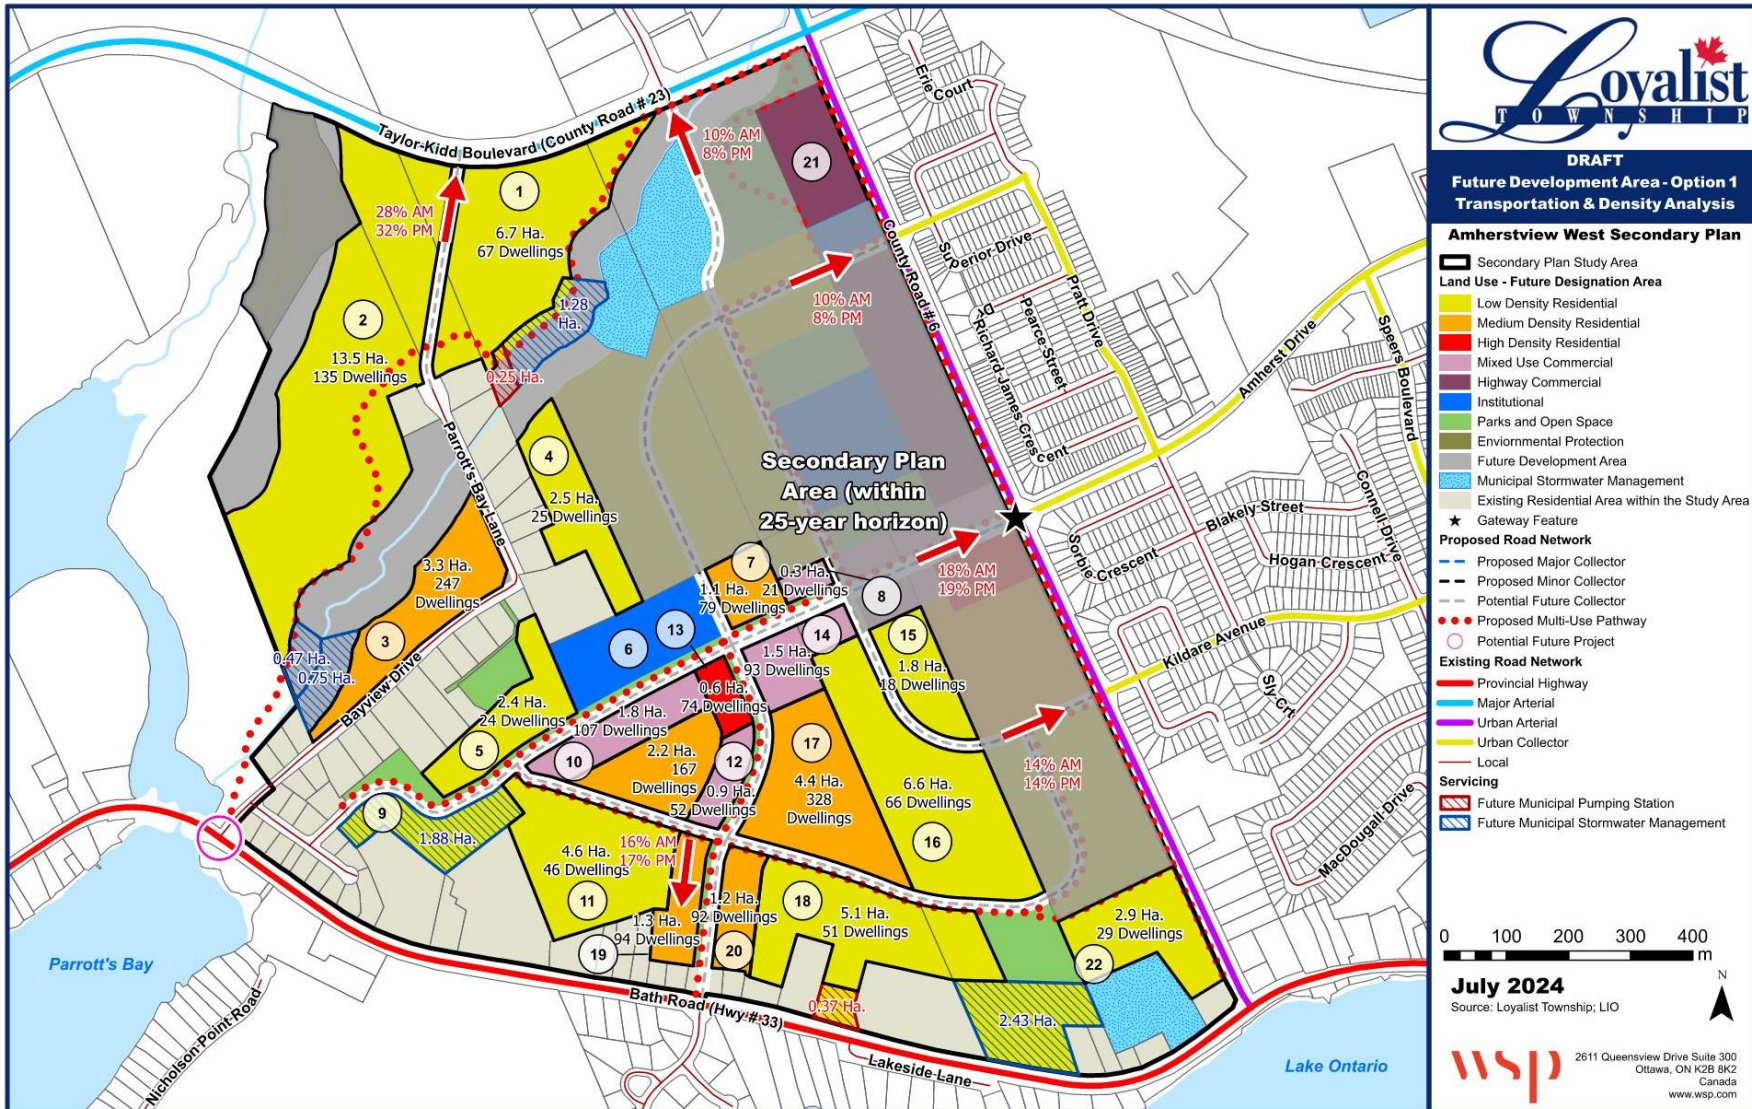 Loyalist
TOWNSHIP
DRAFT
Future Development Area - Option 1
Transportation & Density Analysis
Amherstview West Secondary Plan
Secondary Plan Study Area
Land Use - Future Designation Area
Low Density Residential
Medium Density Residential
High Density Residential
Mixed Use Commercial
Highway Commercial
Institutional
Parks and Open Space
Enviornmental Protection
Future Development Area
Municipal Stormwater Management
Existing Residential Area within the Study Area
Gateway Feature
Proposed Road Network
Proposed Major Collector
Proposed Minor Collector
Potential Future Collector
Proposed Multi-Use Pathway
Potential Future Project
Existing Road Network
Provincial Highway
Major Arterial
Urban Arterial
Urban Collector
Local
Servicing
Future Municipal Pumping Station
Future Municipal Stormwater Management
0 100 200 300 400
m
July 2024
Source: Loyalist Township; LIO
N
wsp
2611 Queensview Drive Suite 300
Ottawa, ON K2B 8K2
Canada
www.wsp.com
Taylor-Kidd Boulevard (County Road # 23)
Erie Court
10% AM
8% PM
21
1
6.7 Ha.
67 Dwellings
28% AM
32% PM
County Road # 6
Superior Drive
Pratt Drive
Pearce Street
Richard James Crescent
Dr
10% AM
8% PM
1.28
Ha.
2
13.5 Ha.
135 Dwellings
0.25 Ha.
Amherst Drive
Speers Boulevard
Parrott's Bay Lane
4
2.5 Ha.
25 Dwellings
Secondary Plan
Area (within
25-year horizon)
Blakely Street
Connell Drive
Sorbie Crescent
Hogan Crescent
3.3 Ha.
247
Dwellings
3
7
1.1 Ha.
79 Dwellings
0.3 Ha.
21 Dwellings
8
18% AM
19% PM
Kildare Avenue
Sly Crt
MacDougall Drive
0.47 Ha.
0.75 Ha.
Bayview Drive
6
13
14
1.5 Ha.
93 Dwellings
15
1.8 Ha.
18 Dwellings
0.6 Ha.
74 Dwellings
2.4 Ha.
24 Dwellings
5
1.8 Ha.
107 Dwellings
10
2.2 Ha.
167
Dwellings
12
0.9 Ha.
52 Dwellings
17
4.4 Ha.
328
Dwellings
6.6 Ha.
66 Dwellings
16
14% AM
14% PM
9
1.88 Ha.
4.6 Ha.
46 Dwellings
11
16% AM
17% PM
1.3 Ha.
94 Dwellings
19
1.2 Ha.
92 Dwellings
20
18
5.1 Ha.
51 Dwellings
2.9 Ha.
29 Dwellings
22
0.37 Ha.
2.43 Ha.
Parrott's Bay
Nicholson Point Road
Bath Road (Hwy # 33)
Lakeside Lane
Lake Ontario